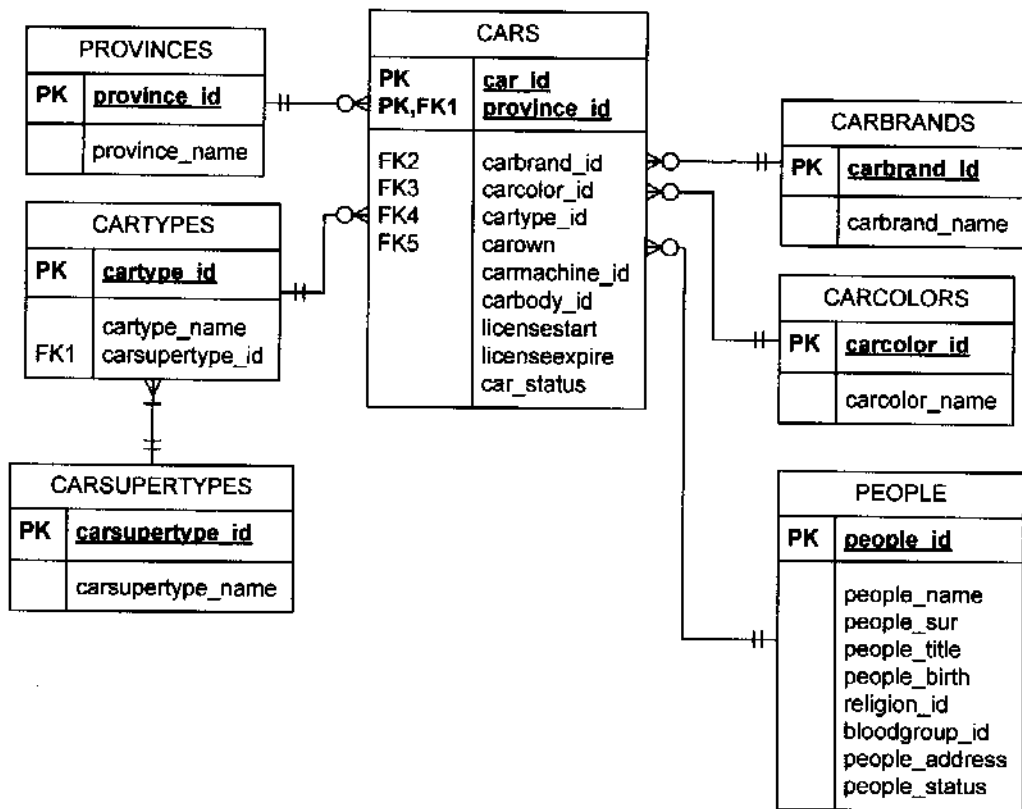 PROVINCES
PK province_id
province_name
CARTYPES
PK cartype_id
cartype_name
FK1 carsupertype_id
CARSUPERTYPES
PK carsupertype_id
carsupertype_name
CARS
PK car_id
PK,FK1 province_id
FK2 carbrand_id
FK3 carcolor_id
FK4 cartype_id
FK5 carown
carmachine_id
carbody_id
licensestart
licenseexpire
car_status
CARBRANDS
PK carbrand_id
carbrand_name
CARCOLORS
PK carcolor_id
carcolor_name
PEOPLE
PK people_id
people_name
people_sur
people_title
people_birth
religion_id
bloodgroup_id
people_address
people_status